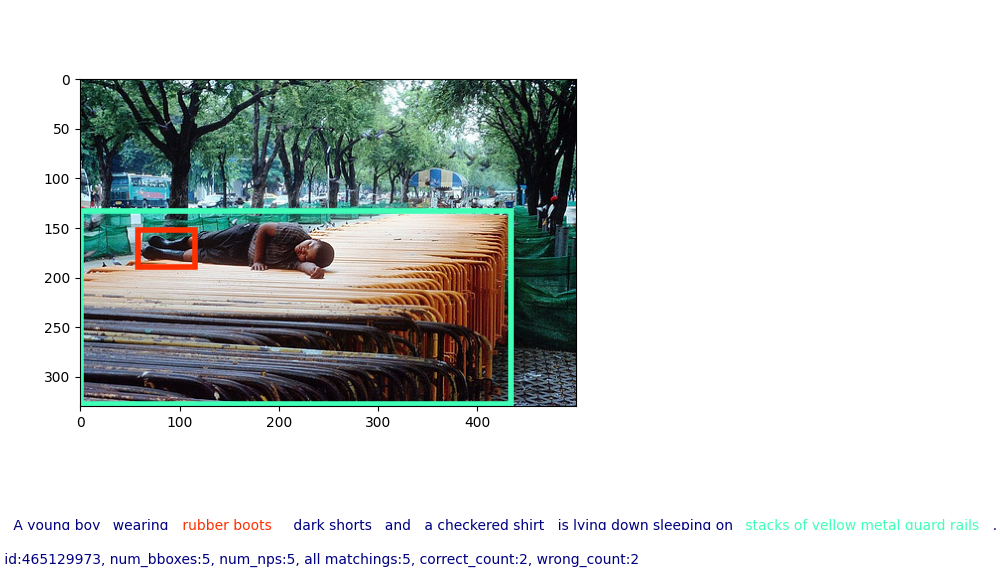 0
50
100
150
200
250
300
0 100 200 300 400
A young boy wearing rubber boots dark shorts and a checkered shirt is lying down sleeping on stacks of yellow metal guard rails .
id:465129973, num_bboxes:5, num_nps:5, all matchings:5, correct_count:2, wrong_count:2